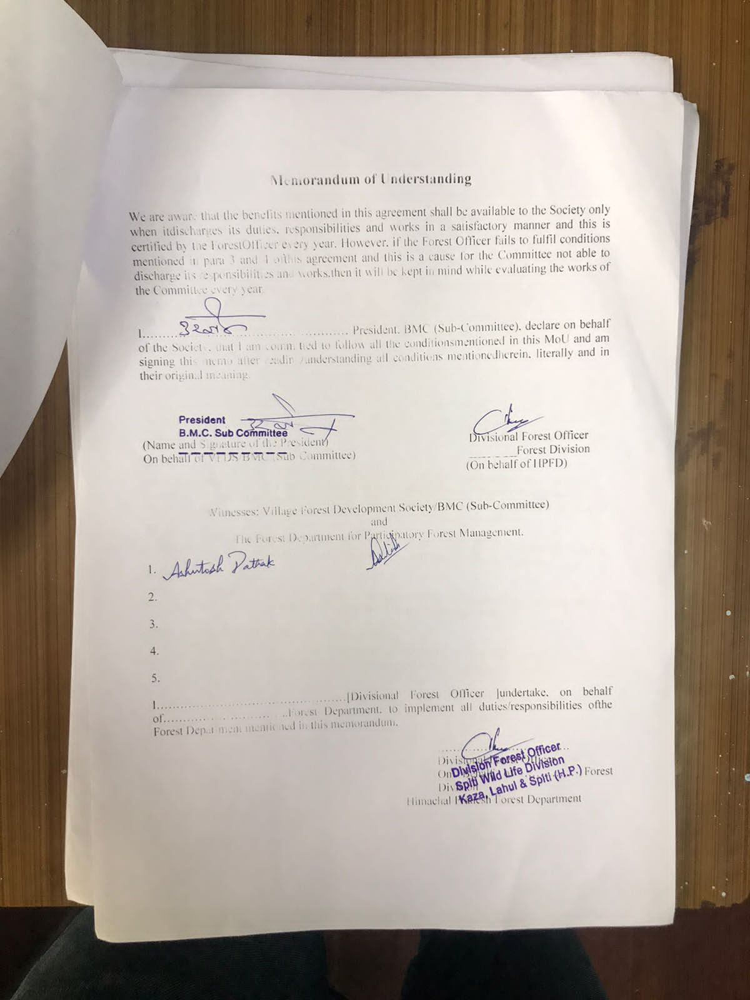 Memorandum of Understanding
We are aware that the benefits mentioned in this agreement shall be available to the Society only
when itdischarges its duties, responsibilities and works in a satisfactory manner and this is
certified by the ForestOfficer every year. However, if the Forest Officer fails to fulfil conditions
mentioned in para 3 and 4 ofthis agreement and this is a cause for the Committee not able to
discharge its responsibilities and works,then it will be kept in mind while evaluating the works of
the Committee every year.
I.......................................................... President, BMC (Sub-Committee), declare on behalf
of the Society, that I am committed to follow all the conditionsmentioned in this MoU and am
signing this memo after reading/understanding all conditions mentionedherein, literally and in
their original meaning.
President
B.M.C. Sub Committee
(Name and Signature of the President)
On behalf of VFDS/BMC (Sub Committee)
Divisional Forest Officer
________Forest Division
(On behalf of HPFD)
Witnesses: Village Forest Development Society/BMC (Sub-Committee)
and
The Forest Department for Participatory Forest Management.
1. Ashutosh Pathak
2.
3.
4.
5.
I......................................................[Divisional Forest Officer ]undertake, on behalf
of....................................Forest Department, to implement all duties/responsibilities ofthe
Forest Department mentioned in this memorandum.
Divisional Forest Officer
On Behalf Forest
Division
Himachal Pradesh Forest Department
Division Forest Officer
Spiti Wild Life Division
Kaza, Lahul & Spiti (H.P.)